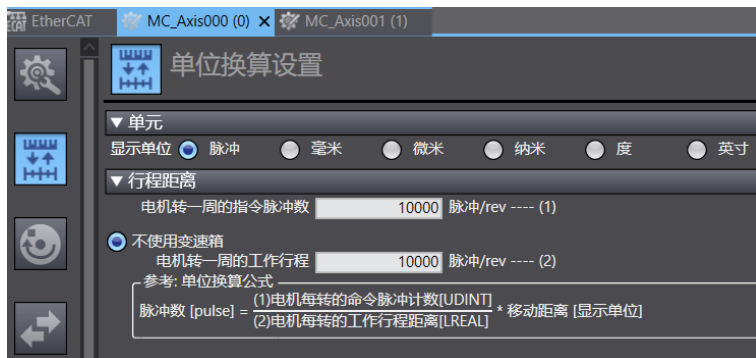 EtherCAT MC_Axis000 (0) MC_Axis001 (1)
单位换算设置
▼ 单元
显示单位 脉冲 毫米 微米 纳米 度 英寸
▼ 行程距离
电机转一周的指令脉冲数 10000 脉冲/rev ---- (1)
不使用变速箱
电机转一周的工作行程 10000 脉冲/rev ---- (2)
参考: 单位换算公式
(1)电机每转的命令脉冲计数[UDINT]
脉冲数 [pulse] = * 移动距离 [显示单位]
(2)电机每转的工作行程距离[LREAL]